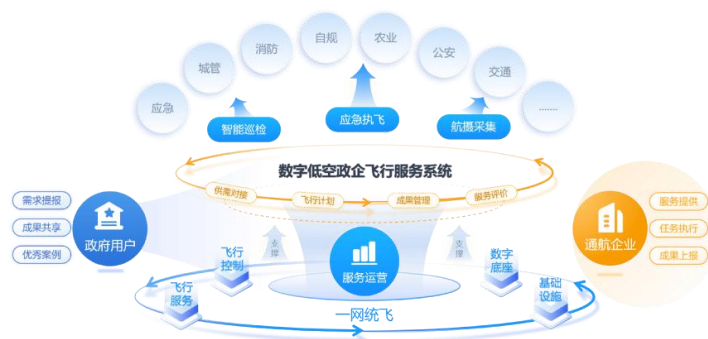 应急
城管
消防
自规
农业
公安
交通
……
智能巡检
应急执飞
航摄采集
数字低空政企飞行服务系统
供需对接
飞行计划
成果管理
服务评价
需求提报
成果共享
优秀案例
政府用户
通航企业
服务提供
任务执行
成果上报
支撑
支撑
飞行
控制
飞行
服务
服务运营
数字
底座
基础
设施
一网统飞